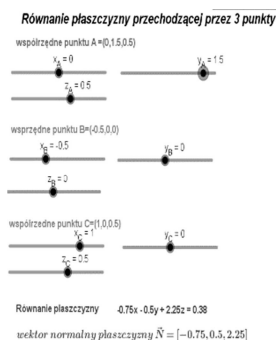 Równanie płaszczyzny przechodzącej przez 3 punkty
współrzędne punktu A =(0,1.5,0.5)
x_A = 0
y_A = 1.5
z_A = 0.5
wsprzędne punktu B=(-0.5,0,0)
x_B = -0.5
y_B = 0
z_B = 0
współrzedne punktu C=(1,0,0.5)
x_C = 1
y_C = 0
z_C = 0.5
Równanie płaszczyzny -0.75x - 0.5y + 2.25z = 0.38
wektor normalny płaszczyzny N⃗ = [−0.75, 0.5, 2.25]